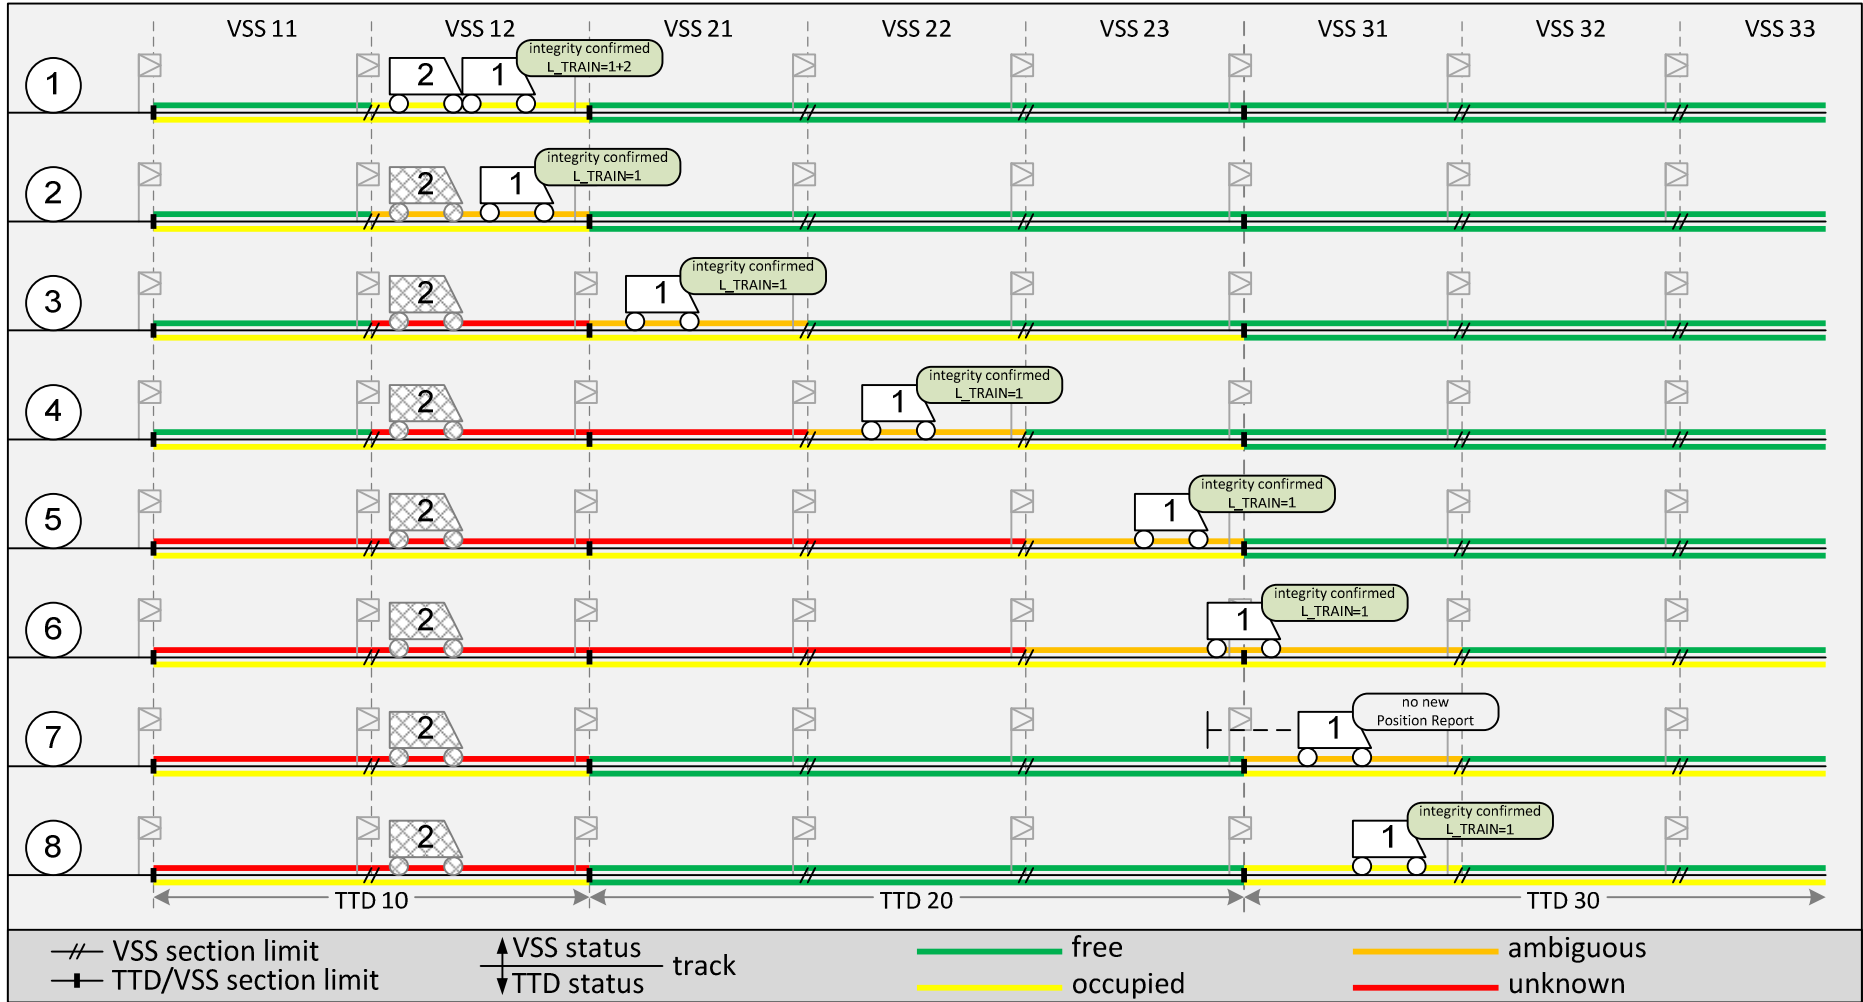 VSS 11 VSS 12 VSS 21 VSS 22 VSS 23 VSS 31 VSS 32 VSS 33
1
2
1
integrity confirmed
L_TRAIN=1+2
2
2
1
integrity confirmed
L_TRAIN=1
3
2
1
integrity confirmed
L_TRAIN=1
4
2
1
integrity confirmed
L_TRAIN=1
5
2
1
integrity confirmed
L_TRAIN=1
6
2
1
integrity confirmed
L_TRAIN=1
7
2
1
no new
Position Report
8
2
1
integrity confirmed
L_TRAIN=1
TTD 10 TTD 20 TTD 30
VSS section limit
TTD/VSS section limit
VSS status
TTD status
track
free
occupied
ambiguous
unknown